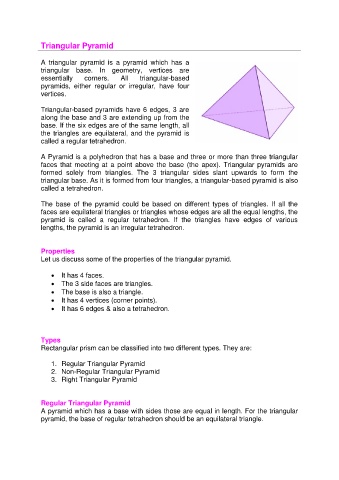 Triangular Pyramid
A triangular pyramid is a pyramid which has a
triangular base. In geometry, vertices are
essentially corners. All triangular-based
pyramids, either regular or irregular, have four
vertices.
Triangular-based pyramids have 6 edges, 3 are
along the base and 3 are extending up from the
base. If the six edges are of the same length, all
the triangles are equilateral, and the pyramid is
called a regular tetrahedron.
A Pyramid is a polyhedron that has a base and three or more than three triangular
faces that meeting at a point above the base (the apex). Triangular pyramids are
formed solely from triangles. The 3 triangular sides slant upwards to form the
triangular base. As it is formed from four triangles, a triangular-based pyramid is also
called a tetrahedron.
The base of the pyramid could be based on different types of triangles. If all the
faces are equilateral triangles or triangles whose edges are all the equal lengths, the
pyramid is called a regular tetrahedron. If the triangles have edges of various
lengths, the pyramid is an irregular tetrahedron.
Properties
Let us discuss some of the properties of the triangular pyramid.
• It has 4 faces.
• The 3 side faces are triangles.
• The base is also a triangle.
• It has 4 vertices (corner points).
• It has 6 edges & also a tetrahedron.
Types
Rectangular prism can be classified into two different types. They are:
1. Regular Triangular Pyramid
2. Non-Regular Triangular Pyramid
3. Right Triangular Pyramid
Regular Triangular Pyramid
A pyramid which has a base with sides those are equal in length. For the triangular
pyramid, the base of regular tetrahedron should be an equilateral triangle.